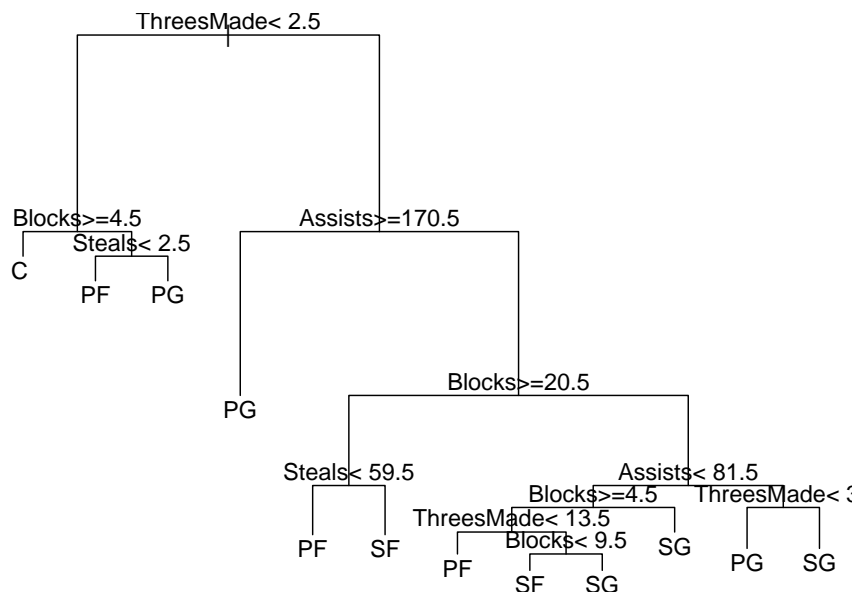 ThreesMade< 2.5
Blocks>=4.5
Assists>=170.5
Steals< 2.5
C
PF
PG
Blocks>=20.5
PG
Steals< 59.5
Assists< 81.5
Blocks>=4.5
ThreesMade< 3
ThreesMade< 13.5
Blocks< 9.5
PF
SF
SG
PF
PG
SG
SF
SG